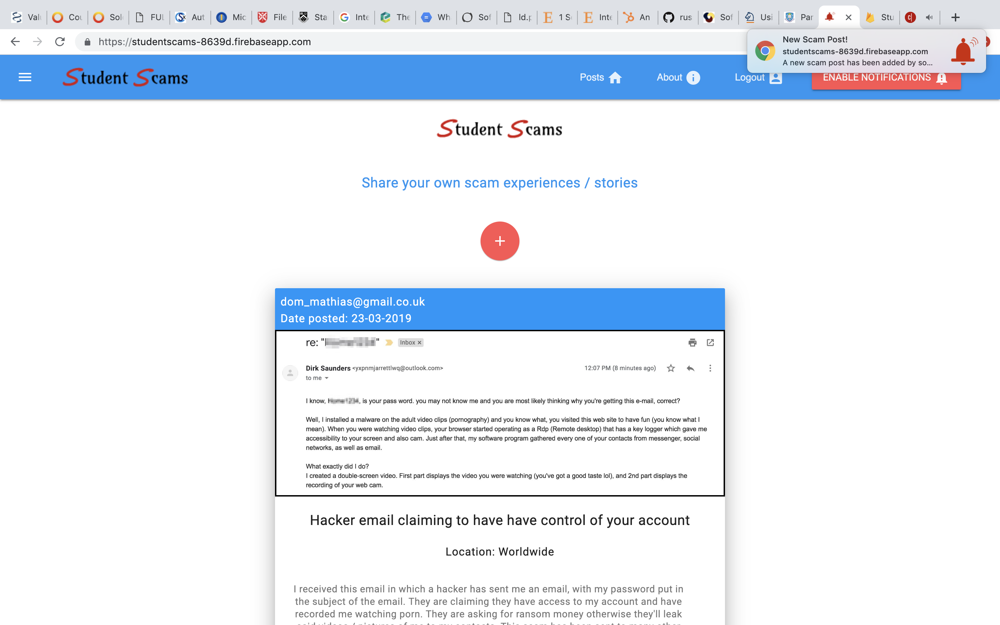 Valu Cou Sol FUL Aut Mic File Sta Inte The Wh Sof ld.p 1 S Inte An rus Sof Usi Par Stu
https://studentscams-8639d.firebaseapp.com
New Scam Post!
studentscams-8639d.firebaseapp.com
A new scam post has been added by so...
Student Scams Posts About Logout ENABLE NOTIFICATIONS
Student Scams
Share your own scam experiences / stories
+
dom_mathias@gmail.co.uk
Date posted: 23-03-2019
re: " " Inbox x
Dirk Saunders <yxpnmjarrettlwq@outlook.com> 12:07 PM (8 minutes ago)
to me
I know, , is your pass word. you may not know me and you are most likely thinking why you're getting this e-mail, correct?
Well, I installed a malware on the adult video clips (pornography) and you know what, you visited this web site to have fun (you know what I
mean). When you were watching video clips, your browser started operating as a Rdp (Remote desktop) that has a key logger which gave me
accessibility to your screen and also cam. Just after that, my software program gathered every one of your contacts from messenger, social
networks, as well as email.
What exactly did I do?
I created a double-screen video. First part displays the video you were watching (you've got a good taste lol), and 2nd part displays the
recording of your web cam.
Hacker email claiming to have have control of your account
Location: Worldwide
I received this email in which a hacker has sent me an email, with my password put in
the subject of the email. They are claiming they have access to my account and have
recorded me watching porn. They are asking for ransom money otherwise they'll leak